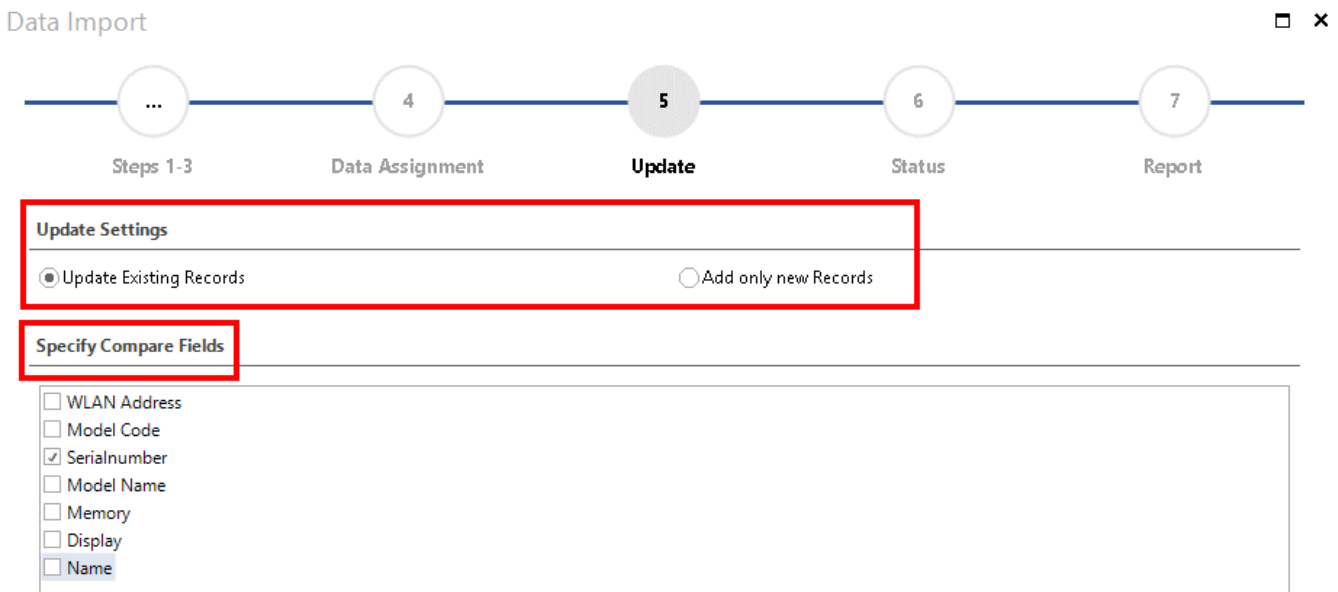 Data Import
... 4 5 6 7
Steps 1-3 Data Assignment Update Status Report
Update Settings
Update Existing Records Add only new Records
Specify Compare Fields
WLAN Address
Model Code
Serialnumber
Model Name
Memory
Display
Name